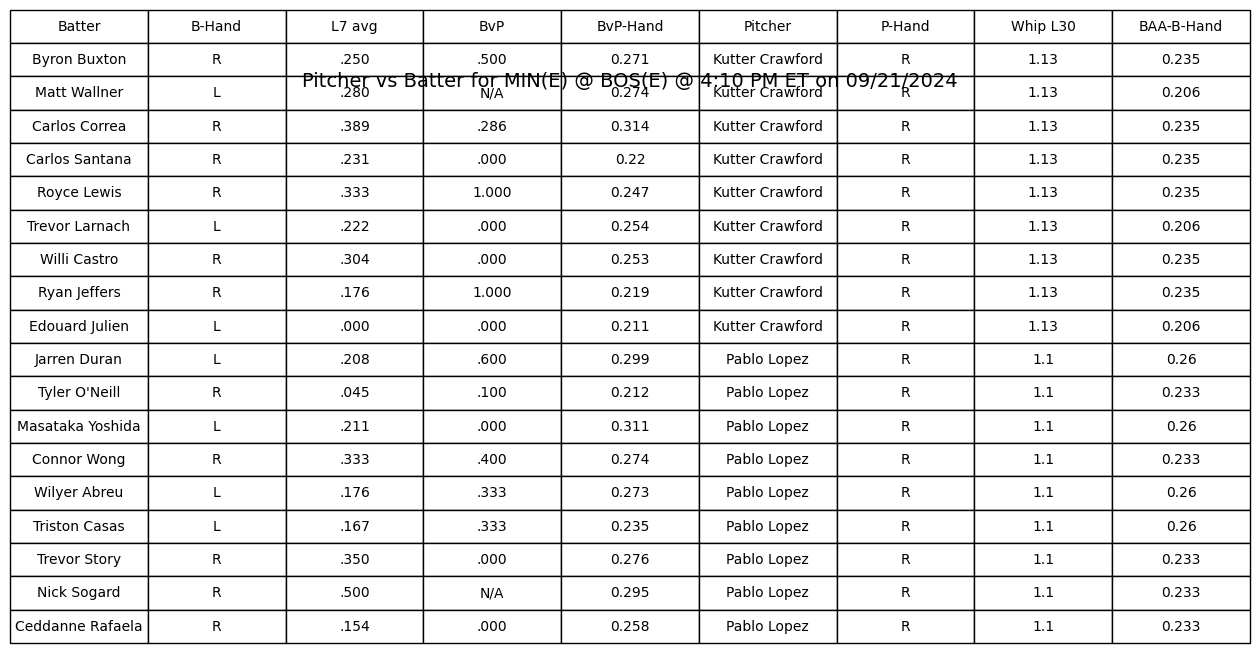 Batter B-Hand L7 avg BvP BvP-Hand Pitcher P-Hand Whip L30 BAA-B-Hand
Byron Buxton R .250 .500 0.271 Kutter Crawford R 1.13 0.235
Pitcher vs Batter for MIN(E) @ BOS(E) @ 4:10 PM ET on 09/21/2024
Matt Wallner L .280 N/A 0.274 Kutter Crawford R 1.13 0.206
Carlos Correa R .389 .286 0.314 Kutter Crawford R 1.13 0.235
Carlos Santana R .231 .000 0.22 Kutter Crawford R 1.13 0.235
Royce Lewis R .333 1.000 0.247 Kutter Crawford R 1.13 0.235
Trevor Larnach L .222 .000 0.254 Kutter Crawford R 1.13 0.206
Willi Castro R .304 .000 0.253 Kutter Crawford R 1.13 0.235
Ryan Jeffers R .176 1.000 0.219 Kutter Crawford R 1.13 0.235
Edouard Julien L .000 .000 0.211 Kutter Crawford R 1.13 0.206
Jarren Duran L .208 .600 0.299 Pablo Lopez R 1.1 0.26
Tyler O'Neill R .045 .100 0.212 Pablo Lopez R 1.1 0.233
Masataka Yoshida L .211 .000 0.311 Pablo Lopez R 1.1 0.26
Connor Wong R .333 .400 0.274 Pablo Lopez R 1.1 0.233
Wilyer Abreu L .176 .333 0.273 Pablo Lopez R 1.1 0.26
Triston Casas L .167 .333 0.235 Pablo Lopez R 1.1 0.26
Trevor Story R .350 .000 0.276 Pablo Lopez R 1.1 0.233
Nick Sogard R .500 N/A 0.295 Pablo Lopez R 1.1 0.233
Ceddanne Rafaela R .154 .000 0.258 Pablo Lopez R 1.1 0.233